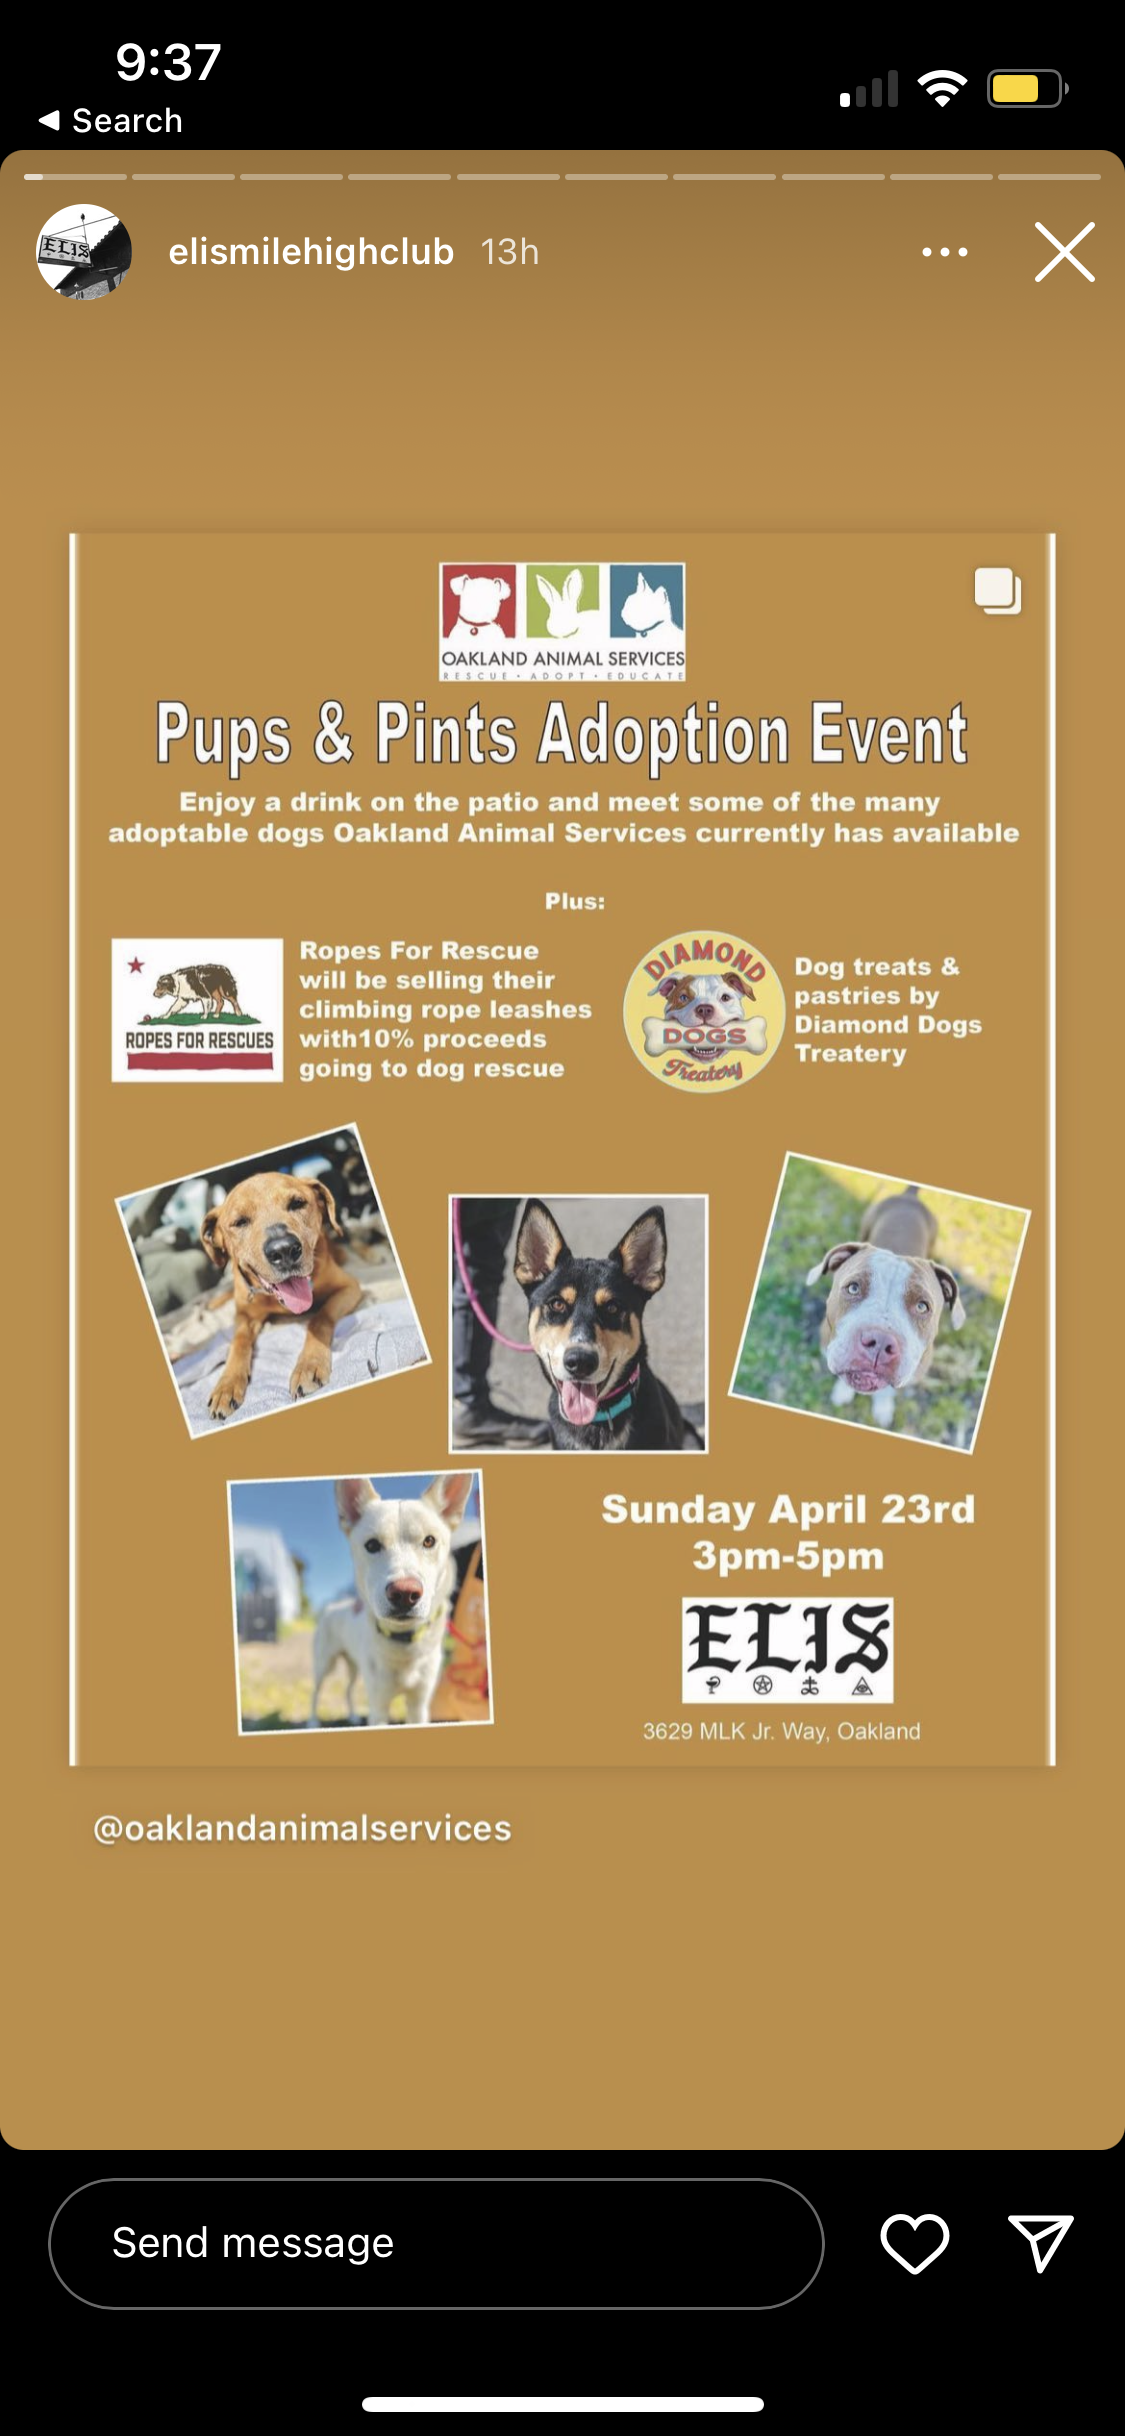 9:37
Search
elismilehighclub 13h
ELIS
OAKLAND ANIMAL SERVICES
RESCUE • ADOPT • EDUCATE
Pups & Pints Adoption Event
Enjoy a drink on the patio and meet some of the many
adoptable dogs Oakland Animal Services currently has available
Plus:
ROPES FOR RESCUES
Ropes For Rescue
will be selling their
climbing rope leashes
with10% proceeds
going to dog rescue
DIAMOND
DOGS
Treatery
Dog treats &
pastries by
Diamond Dogs
Treatery
Sunday April 23rd
3pm-5pm
ELIS
3629 MLK Jr. Way, Oakland
@oaklandanimalservices
Send message